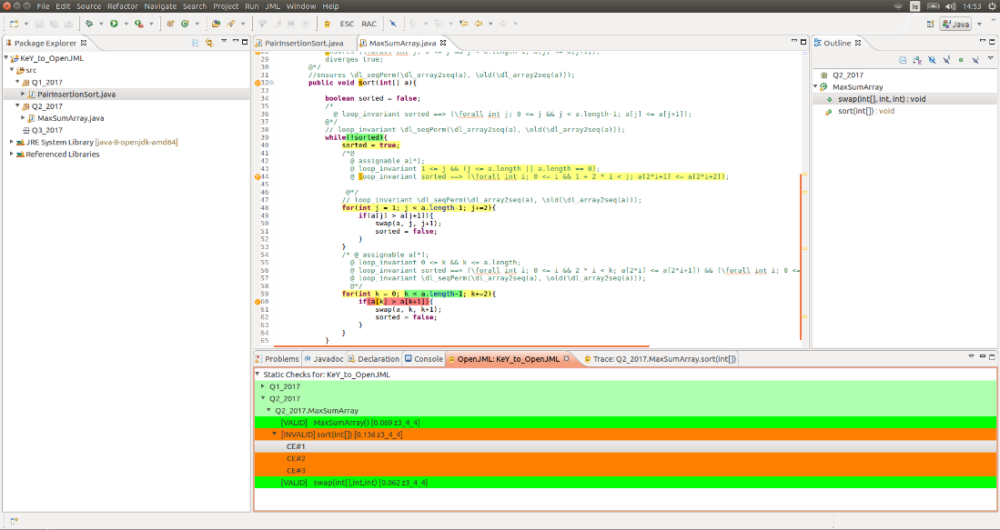 File Edit Source Refactor Navigate Search Project Run JML Window Help
Ie
14:53
ESC RAC
Java
Package Explorer
KeY_to_OpenJML
src
Q1_2017
PairInsertionSort.java
Q2_2017
MaxSumArray.java
Q3_2017
JRE System Library [java-8-openjdk-amd64]
Referenced Libraries
PairInsertionSort.java
MaxSumArray.java
29 diverges true;
30 @*/
31 //ensures \dl_seqPerm(\dl_array2seq(a), \old(\dl_array2seq(a)));
32 public void sort(int[] a){
33
34 boolean sorted = false;
35 /*
36 @ loop_invariant sorted ==> (\forall int j; 0 <= j && j < a.length-1; a[j] <= a[j+1]);
37 @*/
38 // loop_invariant \dl_seqPerm(\dl_array2seq(a), \old(\dl_array2seq(a)));
39 while(!sorted){
40 sorted = true;
41 /*@
42 @ assignable a[*];
43 @ loop_invariant 1 <= j && (j <= a.length || a.length == 0);
44 @ loop_invariant sorted ==> (\forall int i; 0 <= i && 1 + 2 * i < j; a[2*i+1] <= a[2*i+2]);
45
46 @*/
47 // loop_invariant \dl_seqPerm(\dl_array2seq(a), \old(\dl_array2seq(a)));
48 for(int j = 1; j < a.length-1; j+=2){
49 if(a[j] > a[j+1]){
50 swap(a, j, j+1);
51 sorted = false;
52 }
53 }
54 /* @ assignable a[*];
55 @ loop_invariant 0 <= k && k <= a.length;
56 @ loop_invariant sorted ==> (\forall int i; 0 <= i && 2 * i < k; a[2*i] <= a[2*i+1]) && (\forall int i; 0 <=
57 @ loop_invariant \dl_seqPerm(\dl_array2seq(a), \old(\dl_array2seq(a)));
58 @*/
59 for(int k = 0; k < a.length-1; k+=2){
60 if(a[k] > a[k+1]){
61 swap(a, k, k+1);
62 sorted = false;
63 }
64 }
65 }
Outline
Q2_2017
MaxSumArray
swap(int[], int, int) : void
sort(int[]) : void
Problems
Javadoc
Declaration
Console
OpenJML: KeY_to_OpenJML
Trace: Q2_2017.MaxSumArray.sort(int[])
Static Checks for: KeY_to_OpenJML
Q1_2017
Q2_2017
Q2_2017.MaxSumArray
[VALID] MaxSumArray() [0.069 z3_4_4]
[INVALID] sort(int[]) [0.136 z3_4_4]
CE#1
CE#2
CE#3
[VALID] swap(int[],int,int) [0.062 z3_4_4]